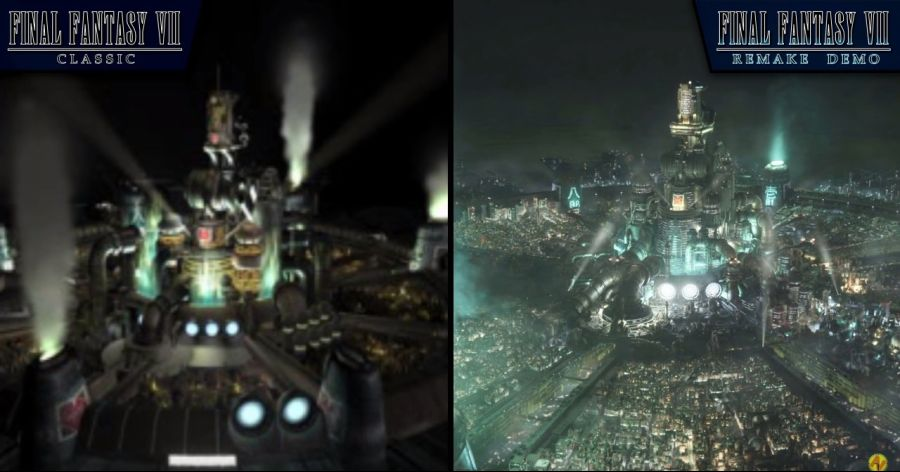 FINAL FANTASY VII
CLASSIC
FINAL FANTASY VII
REMAKE DEMO